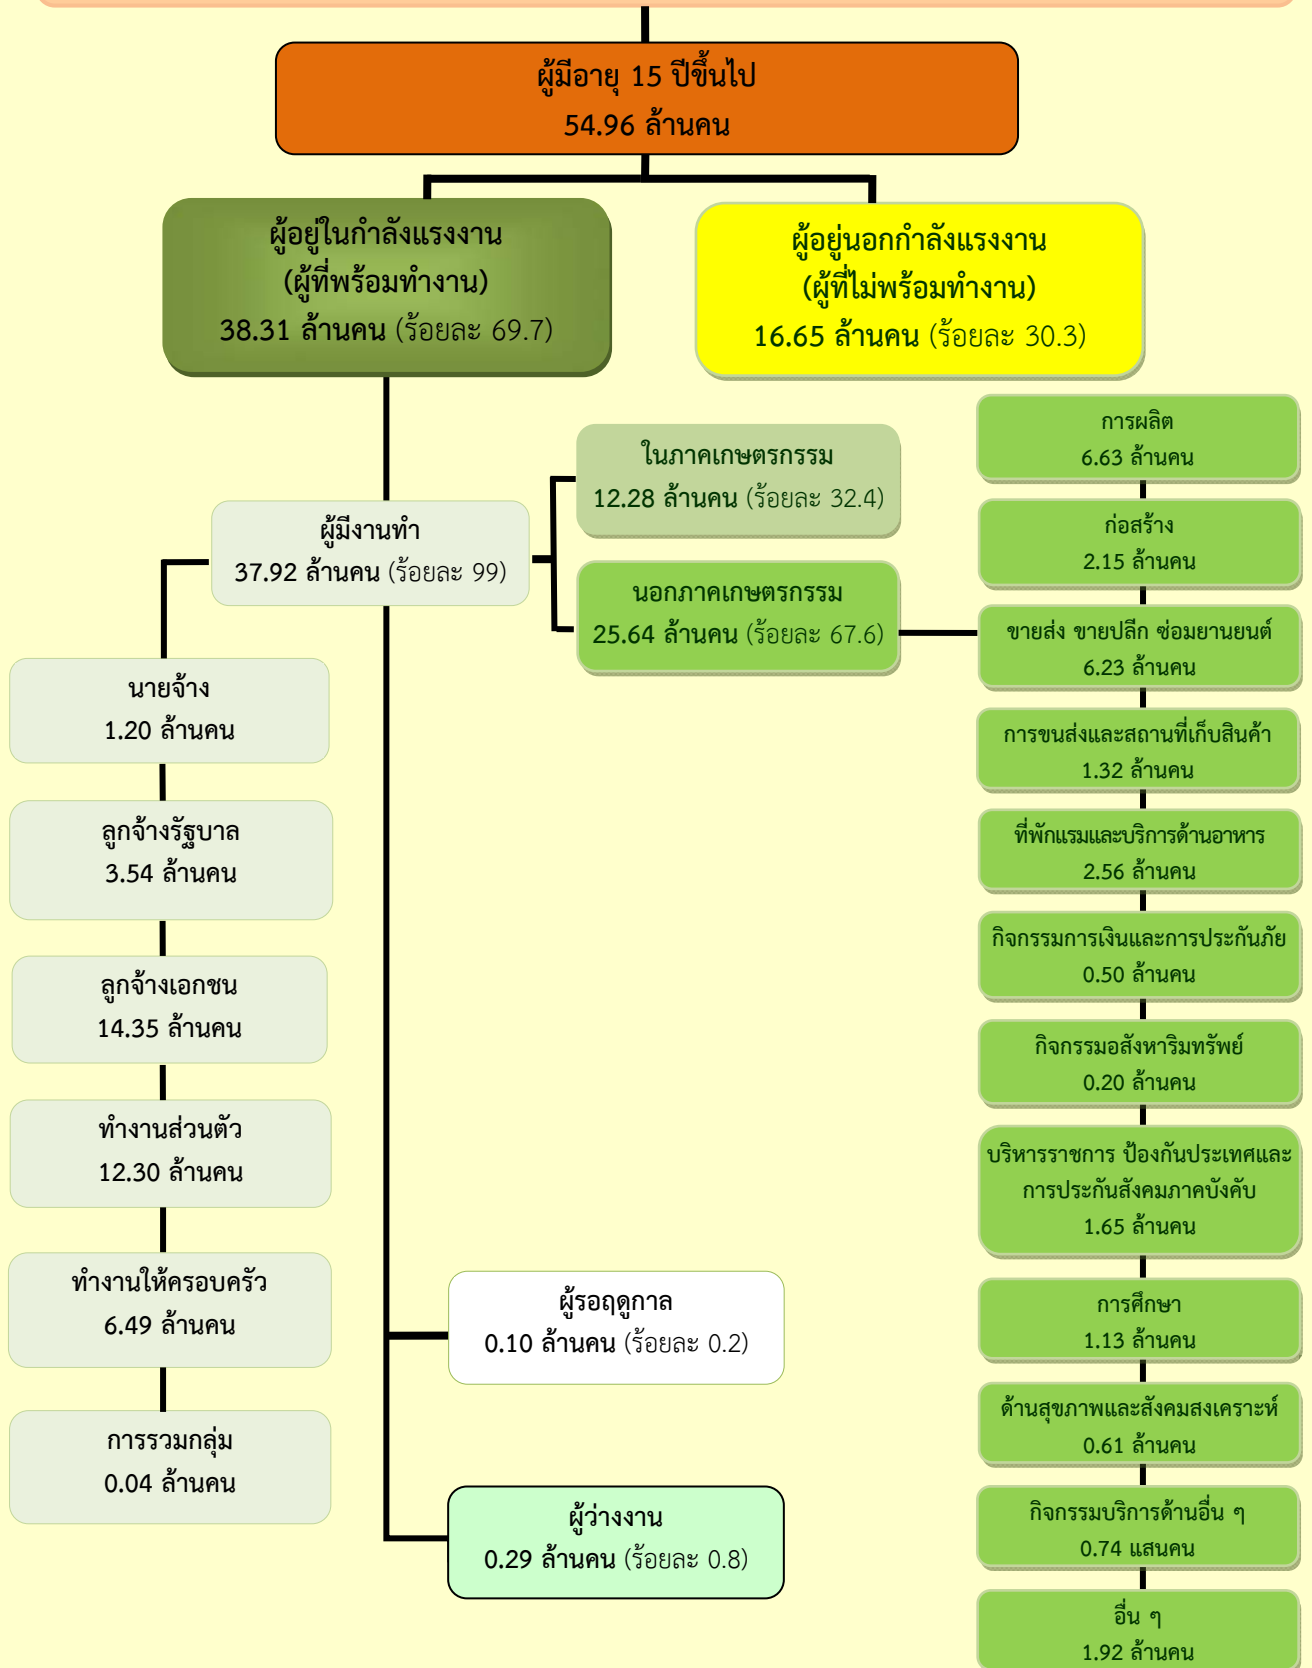 ผู้มีอายุ 15 ปีขึ้นไป
54.96 ล้านคน
ผู้อยู่ในกำลังแรงงาน
(ผู้ที่พร้อมทำงาน)
38.31 ล้านคน (ร้อยละ 69.7)
ผู้อยู่นอกกำลังแรงงาน
(ผู้ที่ไม่พร้อมทำงาน)
16.65 ล้านคน (ร้อยละ 30.3)
ผู้มีงานทำ
37.92 ล้านคน (ร้อยละ 99)
ในภาคเกษตรกรรม
12.28 ล้านคน (ร้อยละ 32.4)
นอกภาคเกษตรกรรม
25.64 ล้านคน (ร้อยละ 67.6)
นายจ้าง
1.20 ล้านคน
ลูกจ้างรัฐบาล
3.54 ล้านคน
ลูกจ้างเอกชน
14.35 ล้านคน
ทำงานส่วนตัว
12.30 ล้านคน
ทำงานให้ครอบครัว
6.49 ล้านคน
การรวมกลุ่ม
0.04 ล้านคน
ผู้รอฤดูกาล
0.10 ล้านคน (ร้อยละ 0.2)
ผู้ว่างงาน
0.29 ล้านคน (ร้อยละ 0.8)
การผลิต
6.63 ล้านคน
ก่อสร้าง
2.15 ล้านคน
ขายส่ง ขายปลีก ซ่อมยานยนต์
6.23 ล้านคน
การขนส่งและสถานที่เก็บสินค้า
1.32 ล้านคน
ที่พักแรมและบริการด้านอาหาร
2.56 ล้านคน
กิจกรรมการเงินและการประกันภัย
0.50 ล้านคน
กิจกรรมอสังหาริมทรัพย์
0.20 ล้านคน
บริหารราชการ ป้องกันประเทศและ
การประกันสังคมภาคบังคับ
1.65 ล้านคน
การศึกษา
1.13 ล้านคน
ด้านสุขภาพและสังคมสงเคราะห์
0.61 ล้านคน
กิจกรรมบริการด้านอื่น ๆ
0.74 แสนคน
อื่น ๆ
1.92 ล้านคน